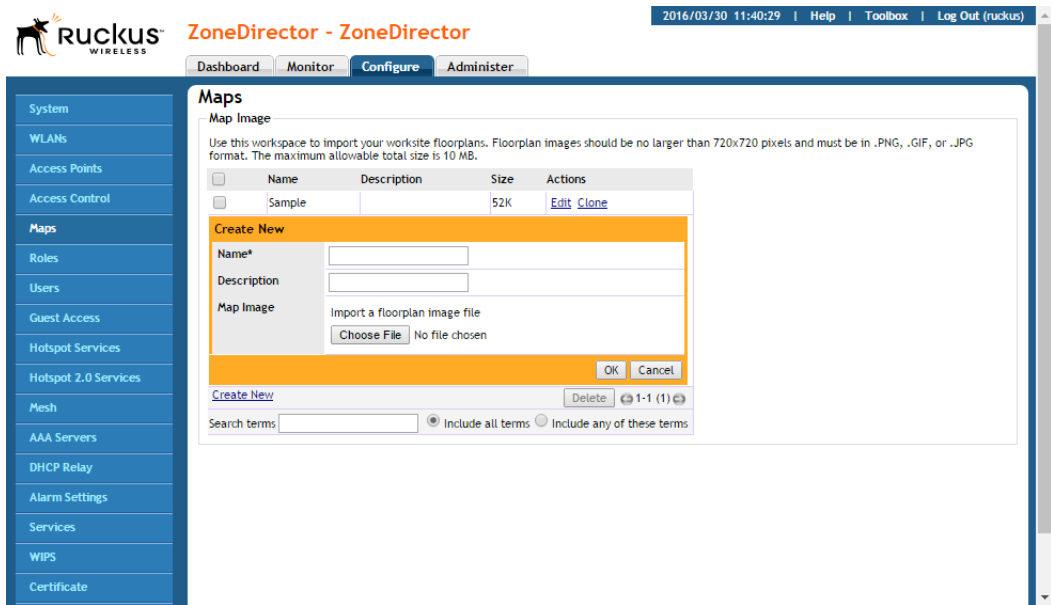 2016/03/30 11:40:29 | Help | Toolbox | Log Out (ruckus)
RUCKUS
WIRELESS
ZoneDirector - ZoneDirector
Dashboard Monitor Configure Administer
System
WLANs
Access Points
Access Control
Maps
Roles
Users
Guest Access
Hotspot Services
Hotspot 2.0 Services
Mesh
AAA Servers
DHCP Relay
Alarm Settings
Services
WIPS
Certificate
Maps
Map Image
Use this workspace to import your worksite floorplans. Floorplan images should be no larger than 720x720 pixels and must be in .PNG, .GIF, or .JPG
format. The maximum allowable total size is 10 MB.
Name Description Size Actions
Sample 52K Edit Clone
Create New
Name*
Description
Map Image Import a floorplan image file
Choose File No file chosen
OK Cancel
Create New Delete 1-1 (1)
Search terms Include all terms Include any of these terms